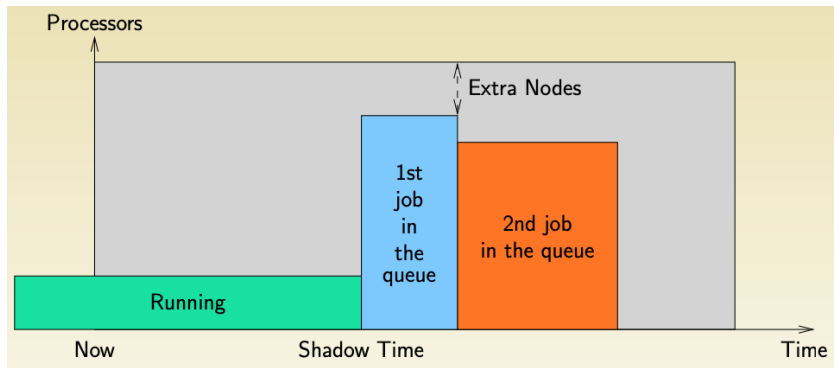 Processors
Extra Nodes
1st
job
in
the
queue
2nd job
in the queue
Running
Now
Shadow Time
Time